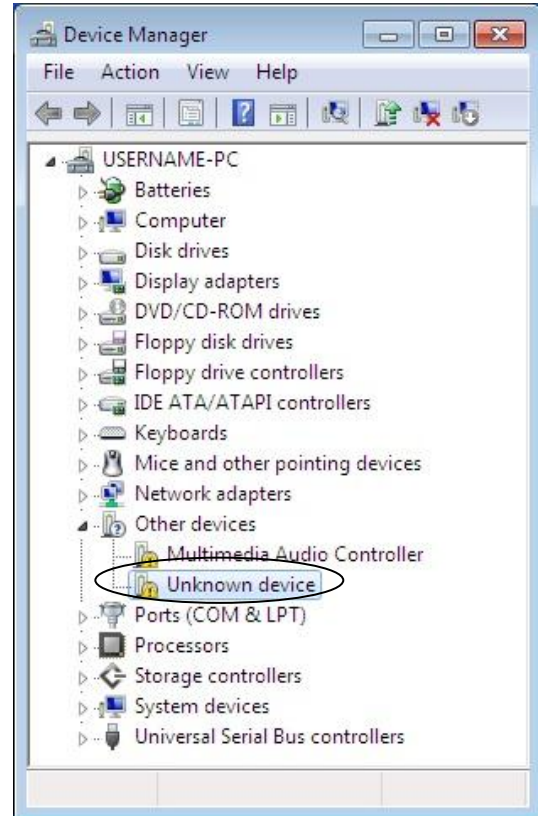 Device Manager
File Action View Help
USERNAME-PC
Batteries
Computer
Disk drives
Display adapters
DVD/CD-ROM drives
Floppy disk drives
Floppy drive controllers
IDE ATA/ATAPI controllers
Keyboards
Mice and other pointing devices
Network adapters
Other devices
Multimedia Audio Controller
Unknown device
Ports (COM & LPT)
Processors
Storage controllers
System devices
Universal Serial Bus controllers